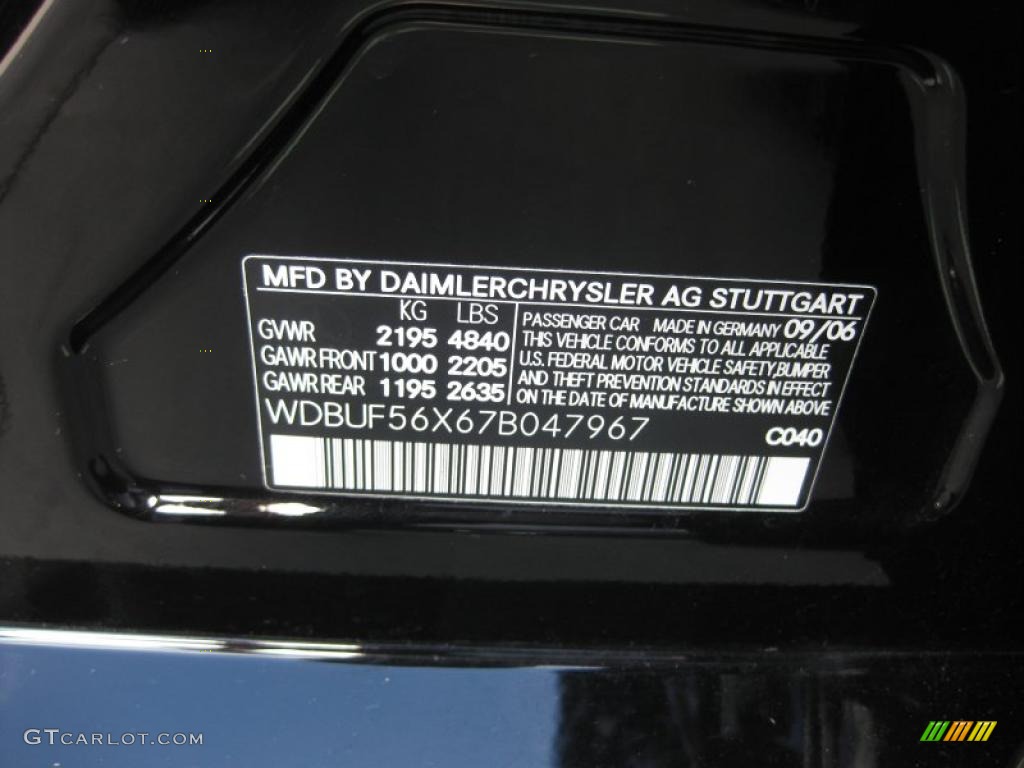 MFD BY DAIMLERCHRYSLER AG STUTTGART
KG LBS
GVWR 2195 4840
GAWR FRONT 1000 2205
GAWR REAR 1195 2635
PASSENGER CAR MADE IN GERMANY 09/06
THIS VEHICLE CONFORMS TO ALL APPLICABLE
U.S. FEDERAL MOTOR VEHICLE SAFETY,BUMPER
AND THEFT PREVENTION STANDARDS IN EFFECT
ON THE DATE OF MANUFACTURE SHOWN ABOVE
WDBUF56X67B047967
C040
GTCARLOT.COM